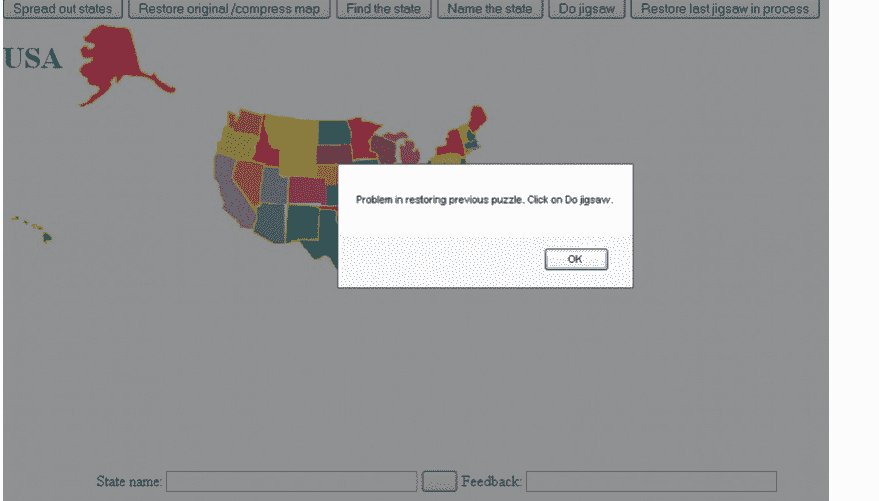 Spread out states Restore original /compress map Find the state Name the state Do jigsaw Restore last jigsaw in process
USA
Problem in restoring previous puzzle. Click on Do jigsaw.
OK
State name: Feedback: